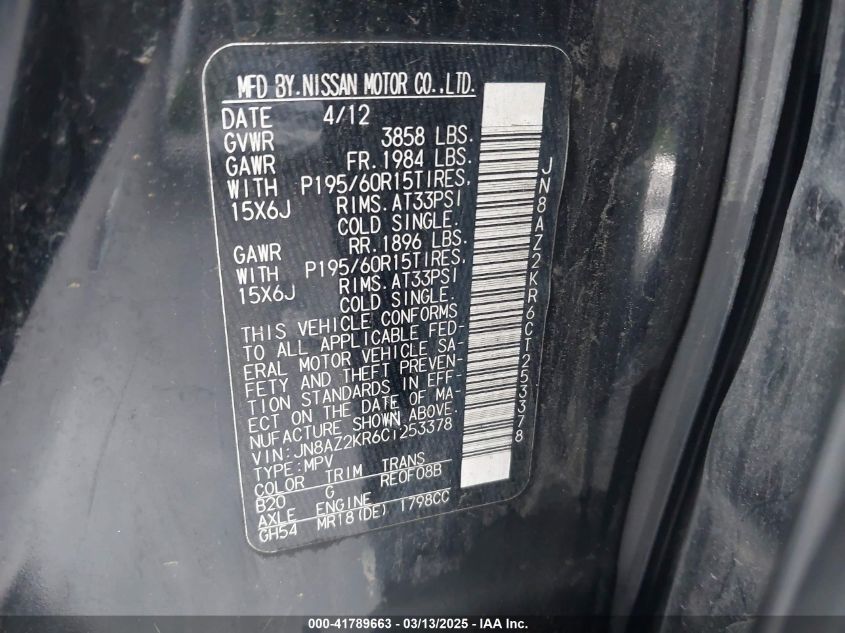 MFD BY. NISSAN MOTOR CO., LTD.
DATE 4/12
GVWR 3858 LBS.
GAWR FR. 1984 LBS.
WITH P195/60R15TIRES,
15X6J RIMS. AT33PSI
COLD SINGLE.
GAWR RR. 1896 LBS.
WITH P195/60R15TIRES,
15X6J RIMS. AT33PSI
COLD SINGLE.
THIS VEHICLE CONFORMS
TO ALL APPLICABLE FED-
ERAL MOTOR VEHICLE SA-
FETY AND THEFT PREVEN-
TION STANDARDS IN EFF-
ECT ON THE DATE OF MA-
NUFACTURE SHOWN ABOVE.
VIN: JN8AZ2KR6CT253378
TYPE: MPV
COLOR TRIM TRANS
B20 G RE0F08B
AXLE ENGINE
GH54 MR18(DE) 1798CC
JN8AZ2KR6CT253378
000-41789663 - 03/13/2025 - IAA Inc.